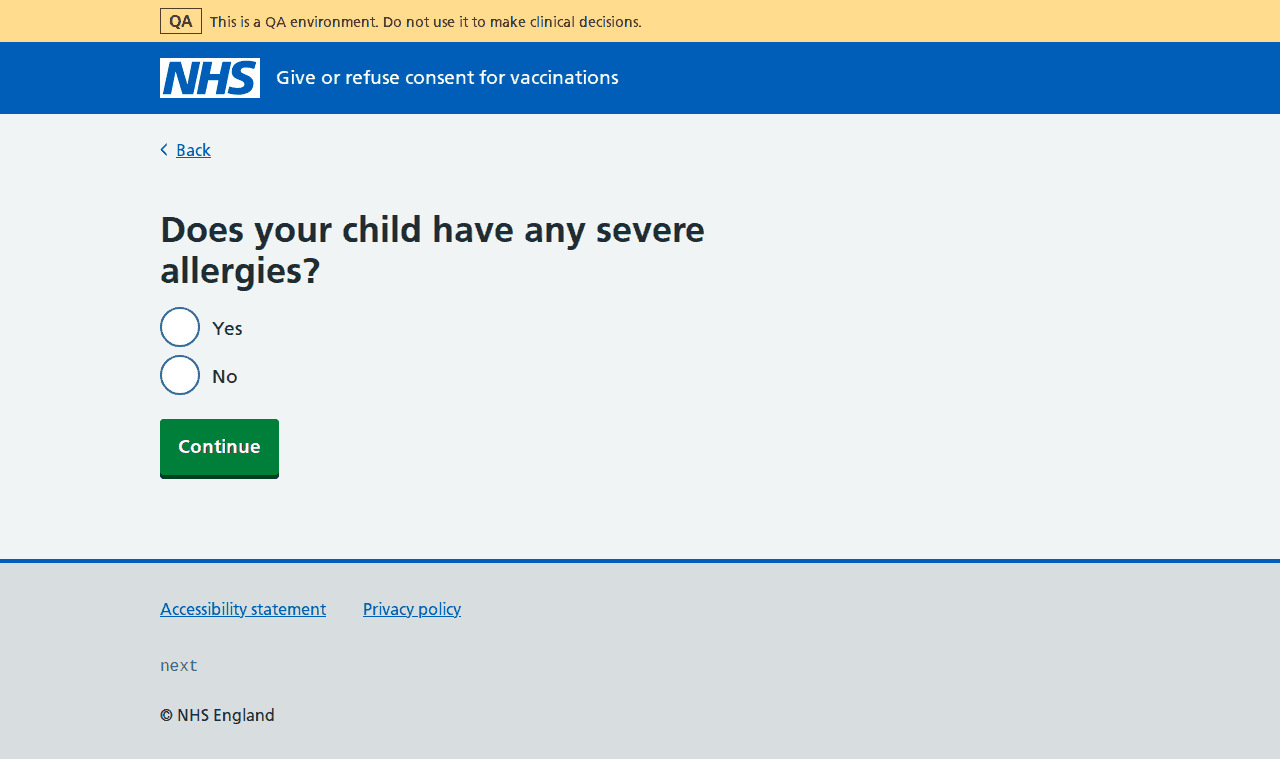 QA This is a QA environment. Do not use it to make clinical decisions.
NHS Give or refuse consent for vaccinations
Back
Does your child have any severe
allergies?
Yes
No
Continue
Accessibility statement Privacy policy
next
© NHS England